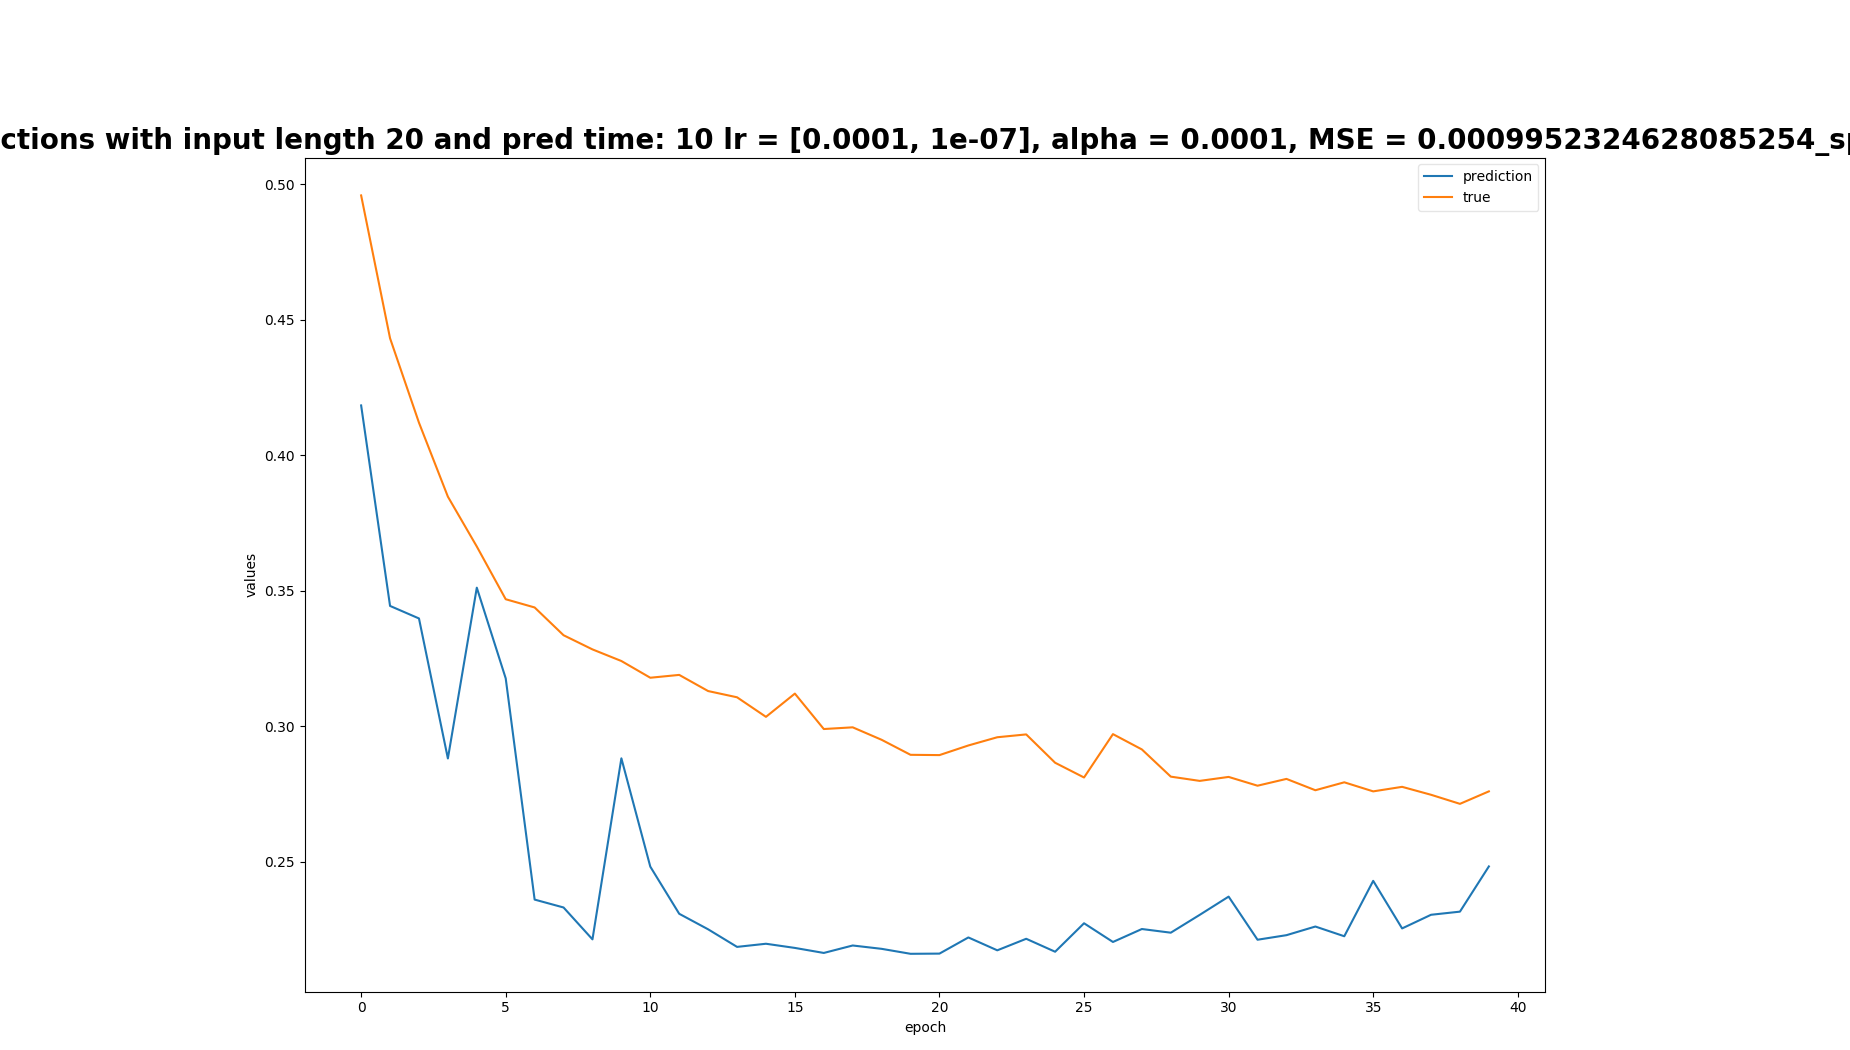 ctions with input length 20 and pred time: 10 lr = [0.0001, 1e-07], alpha = 0.0001, MSE = 0.0009952324628085254_sp
prediction
true
0.50
0.45
0.40
0.35
0.30
0.25
values
0 5 10 15 20 25 30 35 40
epoch